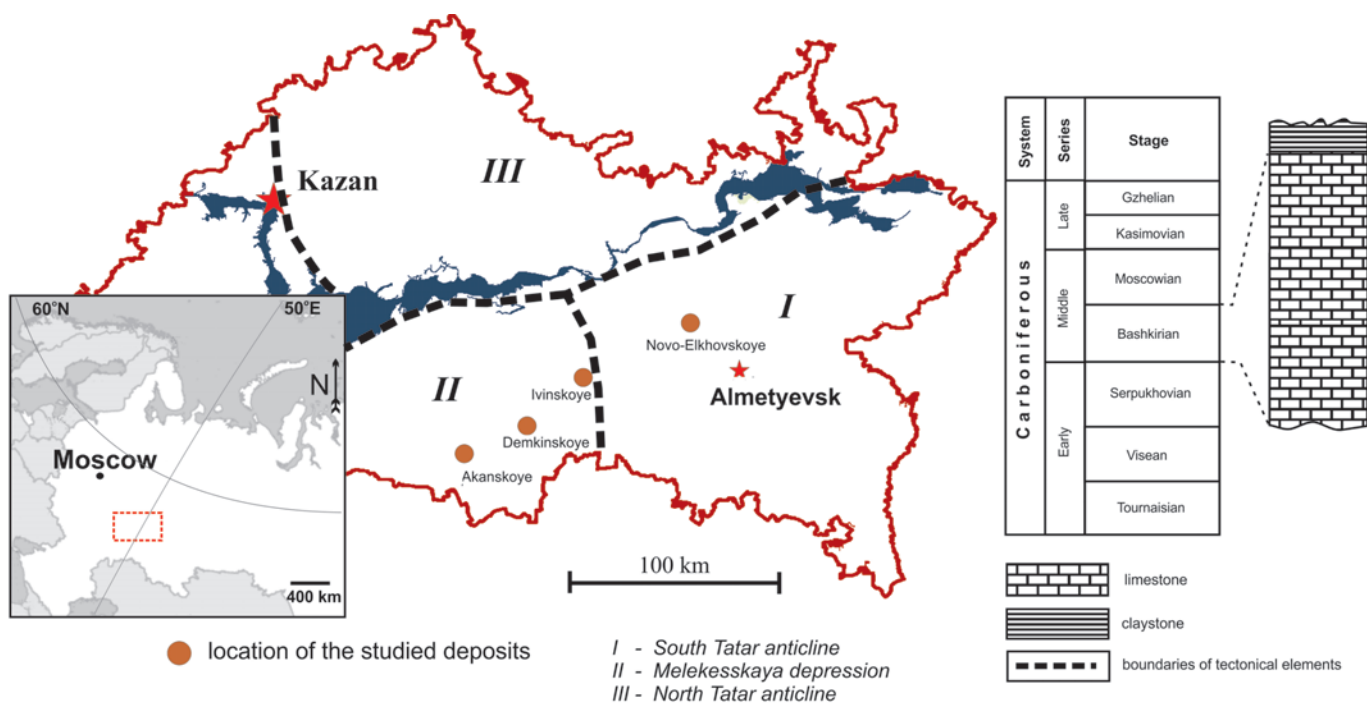 III
Kazan
I
Novo-Elkhovskoye
Almetyevsk
II
Ivinskoye
Demkinskoye
Akanskoye
60°N
50°E
N
Moscow
400 km
100 km
location of the studied deposits
I - South Tatar anticline
II - Melekesskaya depression
III - North Tatar anticline
System
Series
Stage
Carboniferous
Late
Gzhelian
Kasimovian
Middle
Moscowian
Bashkirian
Early
Serpukhovian
Visean
Tournaisian
limestone
claystone
boundaries of tectonical elements